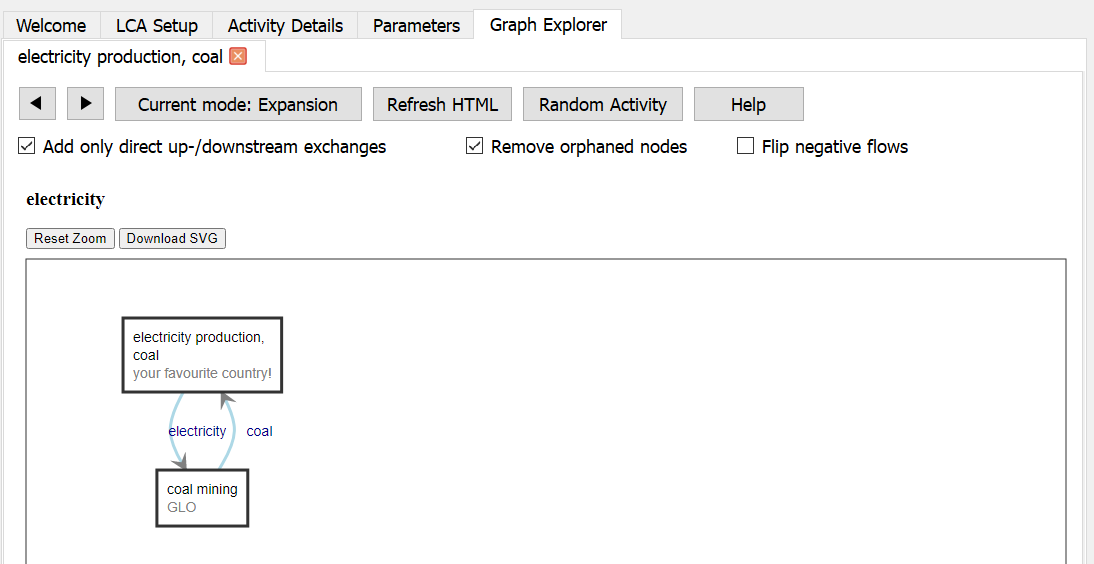 Welcome LCA Setup Activity Details Parameters Graph Explorer
electricity production, coal
Current mode: Expansion Refresh HTML Random Activity Help
Add only direct up-/downstream exchanges Remove orphaned nodes Flip negative flows
electricity
Reset Zoom Download SVG
electricity production,
coal
your favourite country!
electricity coal
coal mining
GLO